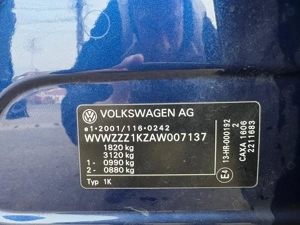 VOLKSWAGEN AG
e1-2001/116-0242
WVWZZZ1KZAW007137
1820 kg
3120 kg
1- 0990 kg
2- 0880 kg
Typ 1K
E4
13-HR-000192
2
CAXA 1606
2211683